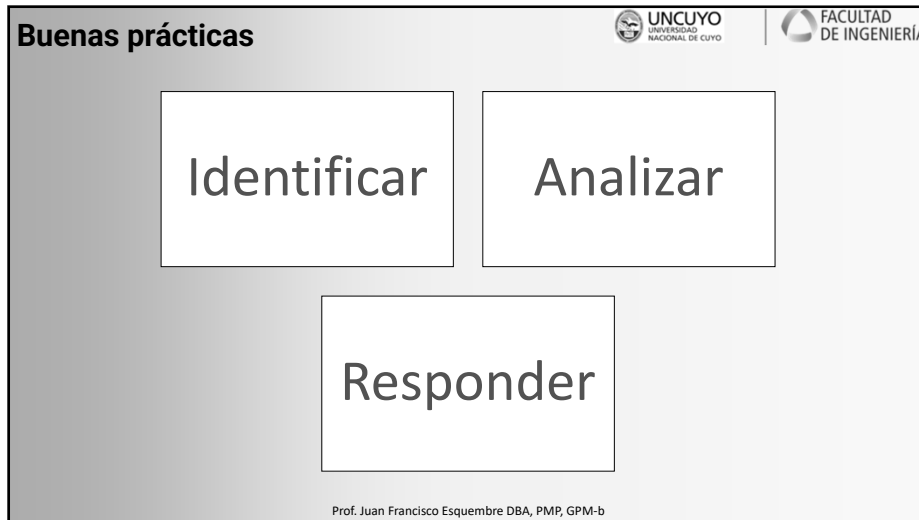 Buenas prácticas
UNCUYO
UNIVERSIDAD
NACIONAL DE CUYO
FACULTAD
DE INGENIERÍA
Identificar
Analizar
Responder
Prof. Juan Francisco Esquembre DBA, PMP, GPM-b